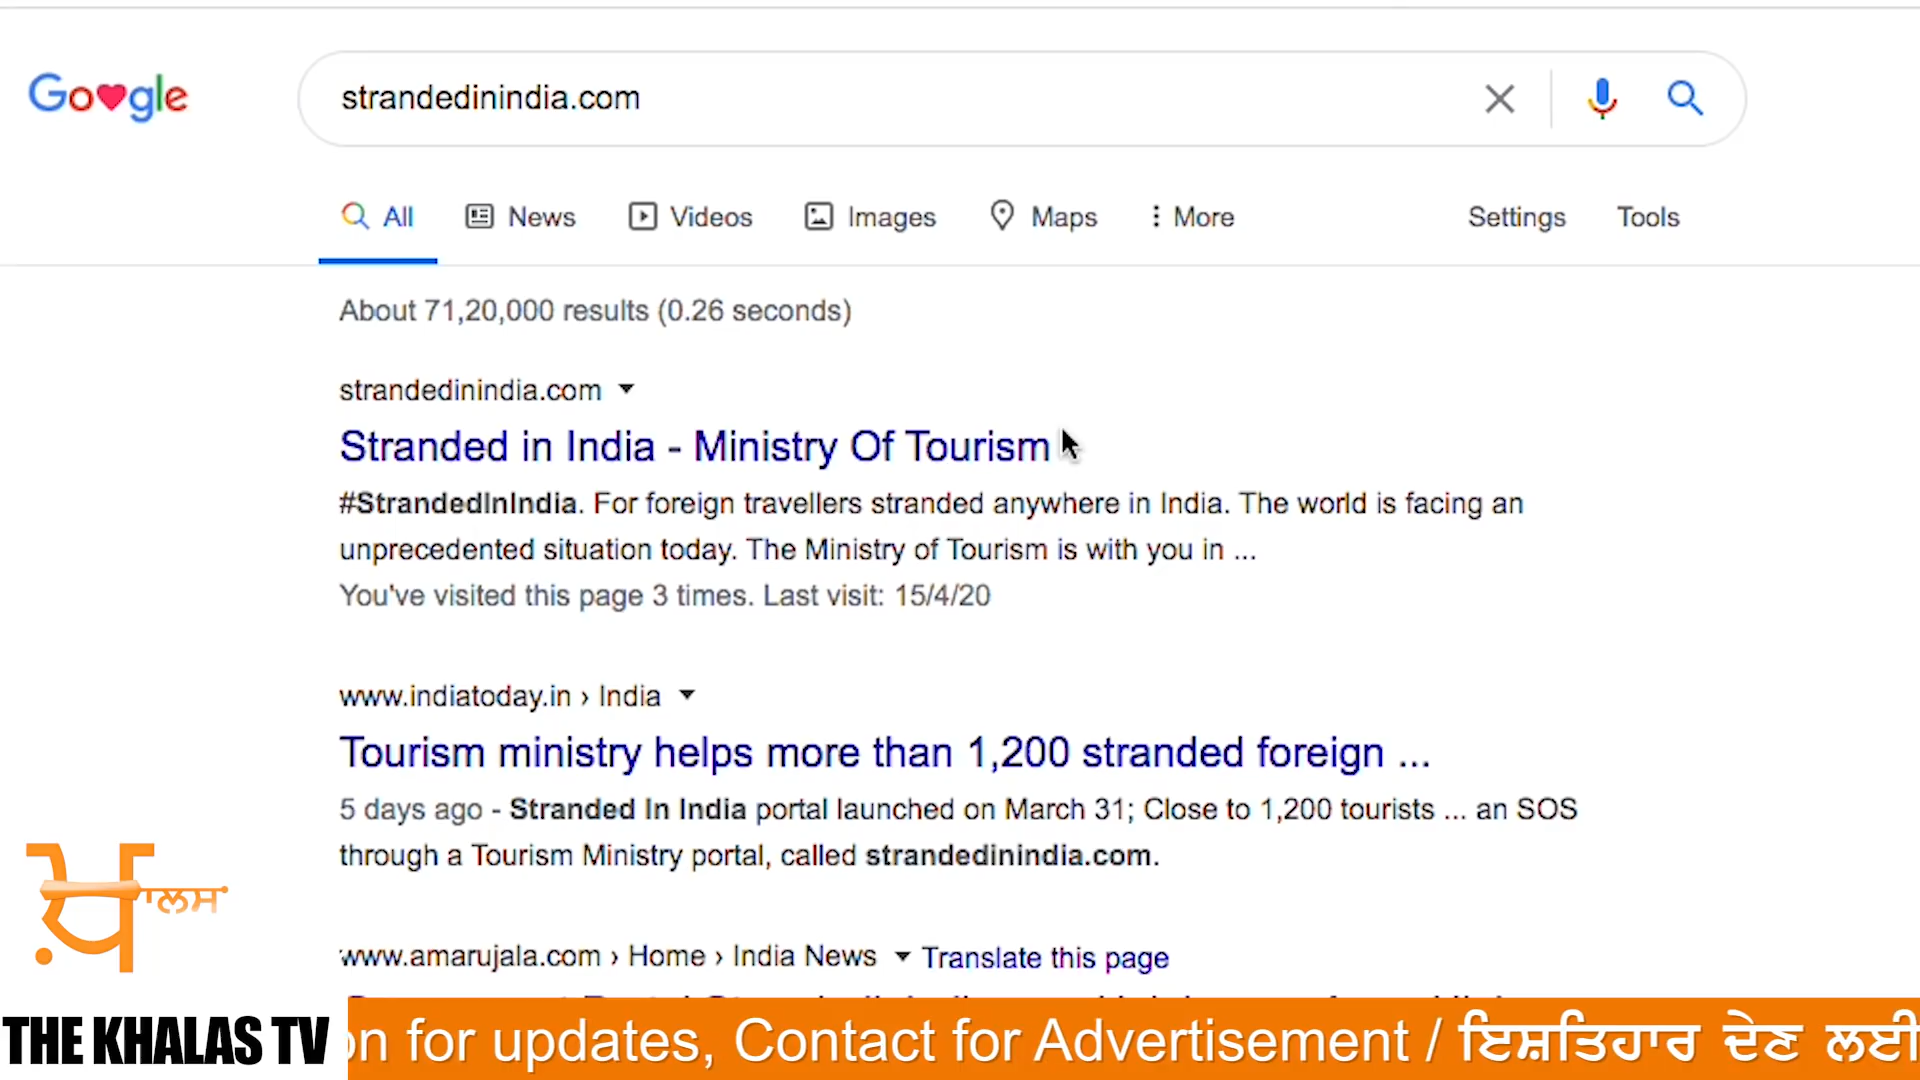 Google
strandedinindia.com
All News Videos Images Maps More Settings Tools
About 71,20,000 results (0.26 seconds)
strandedinindia.com
Stranded in India - Ministry Of Tourism
#StrandedInIndia. For foreign travellers stranded anywhere in India. The world is facing an
unprecedented situation today. The Ministry of Tourism is with you in ...
You've visited this page 3 times. Last visit: 15/4/20
www.indiatoday.in › India
Tourism ministry helps more than 1,200 stranded foreign ...
5 days ago - Stranded In India portal launched on March 31; Close to 1,200 tourists ... an SOS
through a Tourism Ministry portal, called strandedinindia.com.
www.amarujala.com › Home › India News Translate this page
ਖ਼ਾਲਸ
THE KHALAS TV
on for updates, Contact for Advertisement / ਇਸ਼ਤਿਹਾਰ ਦੇਣ ਲਈ